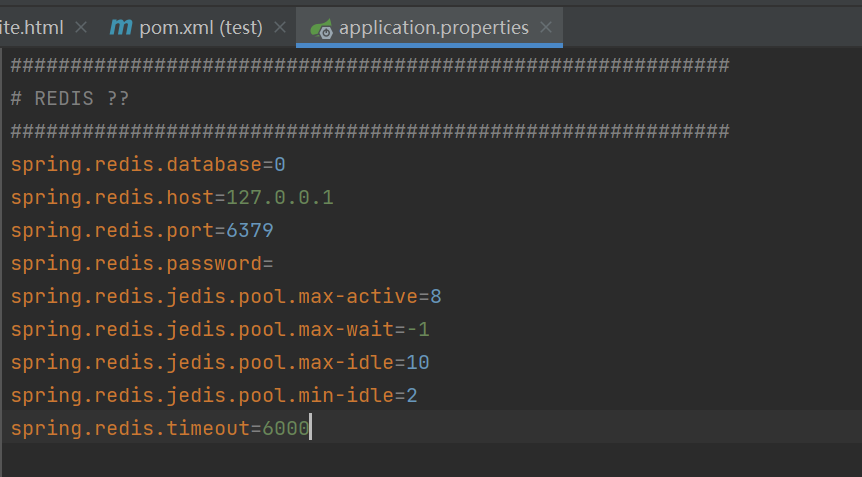 ite.html × m pom.xml (test) × application.properties ×
############################################################
# REDIS ??
############################################################
spring.redis.database=0
spring.redis.host=127.0.0.1
spring.redis.port=6379
spring.redis.password=
spring.redis.jedis.pool.max-active=8
spring.redis.jedis.pool.max-wait=-1
spring.redis.jedis.pool.max-idle=10
spring.redis.jedis.pool.min-idle=2
spring.redis.timeout=6000